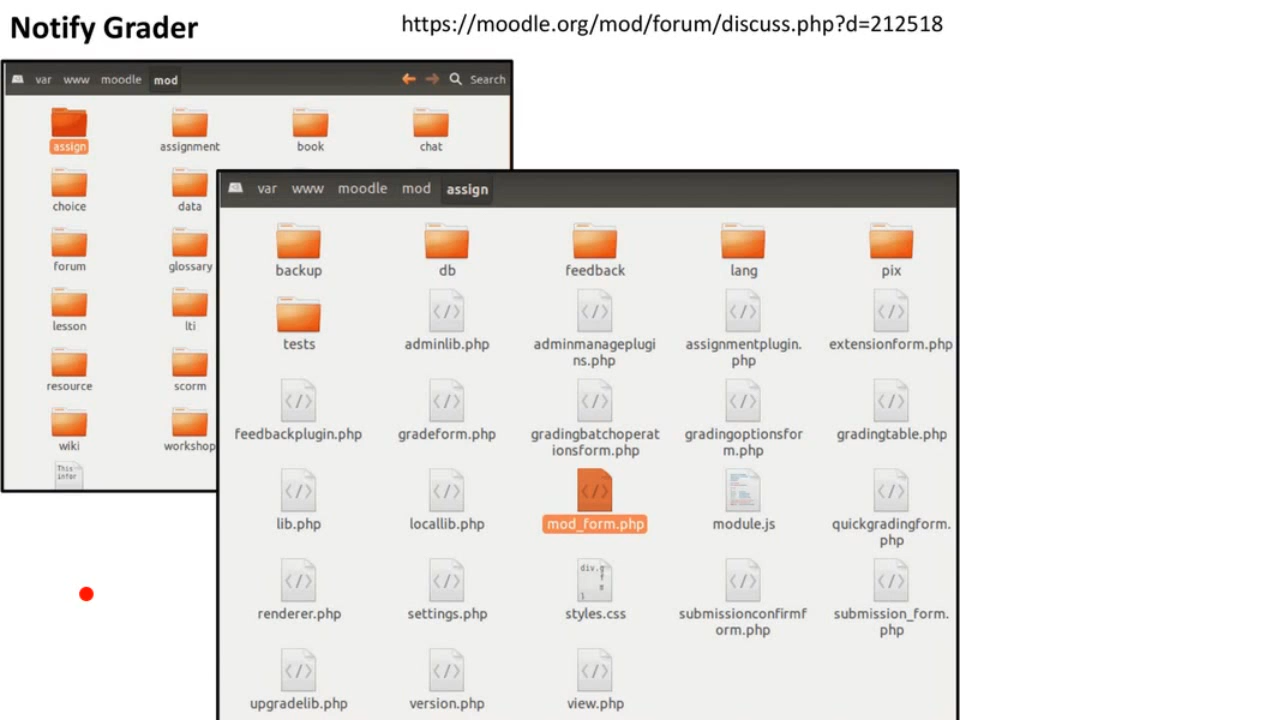 Notify Grader
https://moodle.org/mod/forum/discuss.php?d=212518
var www moodle mod Search
assign assignment book chat
choice data
forum glossary
lesson lti
resource scorm
wiki workshop
This
infor
var www moodle mod assign
backup db feedback lang pix
tests adminlib.php adminmanageplugi assignmentplugin. extensionform.php
ns.php php
feedbackplugin.php gradeform.php gradingbatchoperat gradingoptionsfor gradingtable.php
ionsform.php m.php
lib.php locallib.php mod_form.php module.js quickgradingform.
php
div.g
f
g
}
renderer.php settings.php styles.css submissionconfirmf submission_form.
orm.php php
upgradelib.php version.php view.php